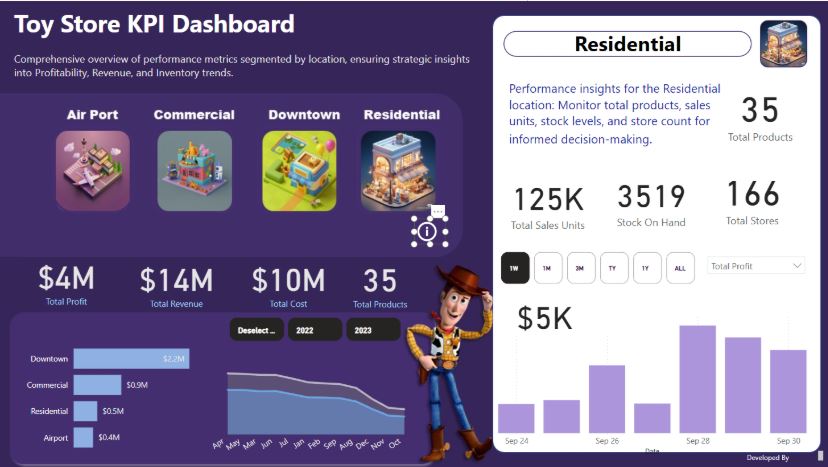 Toy Store KPI Dashboard
Comprehensive overview of performance metrics segmented by location, ensuring strategic insights
into Profitability, Revenue, and Inventory trends.
Air Port
Commercial
Downtown
Residential
$4M
Total Profit
$14M
Total Revenue
$10M
Total Cost
35
Total Products
Deselect ...
2022
2023
Downtown
$2.2M
Commercial
$0.9M
Residential
$0.5M
Airport
$0.4M
Apr
May
Mar
Jun
Jul
Jan
Feb
Sep
Aug
Dec
Nov
Oct
Residential
Performance insights for the Residential
location: Monitor total products, sales
units, stock levels, and store count for
informed decision-making.
35
Total Products
125K
Total Sales Units
3519
Stock On Hand
166
Total Stores
1W
1M
3M
TY
1Y
ALL
Total Profit
$5K
Sep 24
Sep 26
Sep 28
Sep 30
Date
Developed By